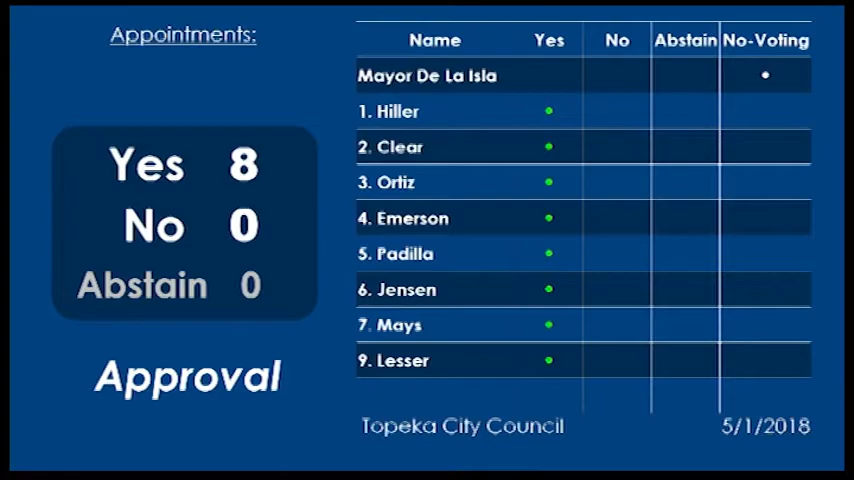 Appointments:
Yes 8
No 0
Abstain 0
Approval
Name Yes No Abstain No-Voting
Mayor De La Isla
1. Hiller
2. Clear
3. Ortiz
4. Emerson
5. Padilla
6. Jensen
7. Mays
9. Lesser
Topeka City Council 5/1/2018